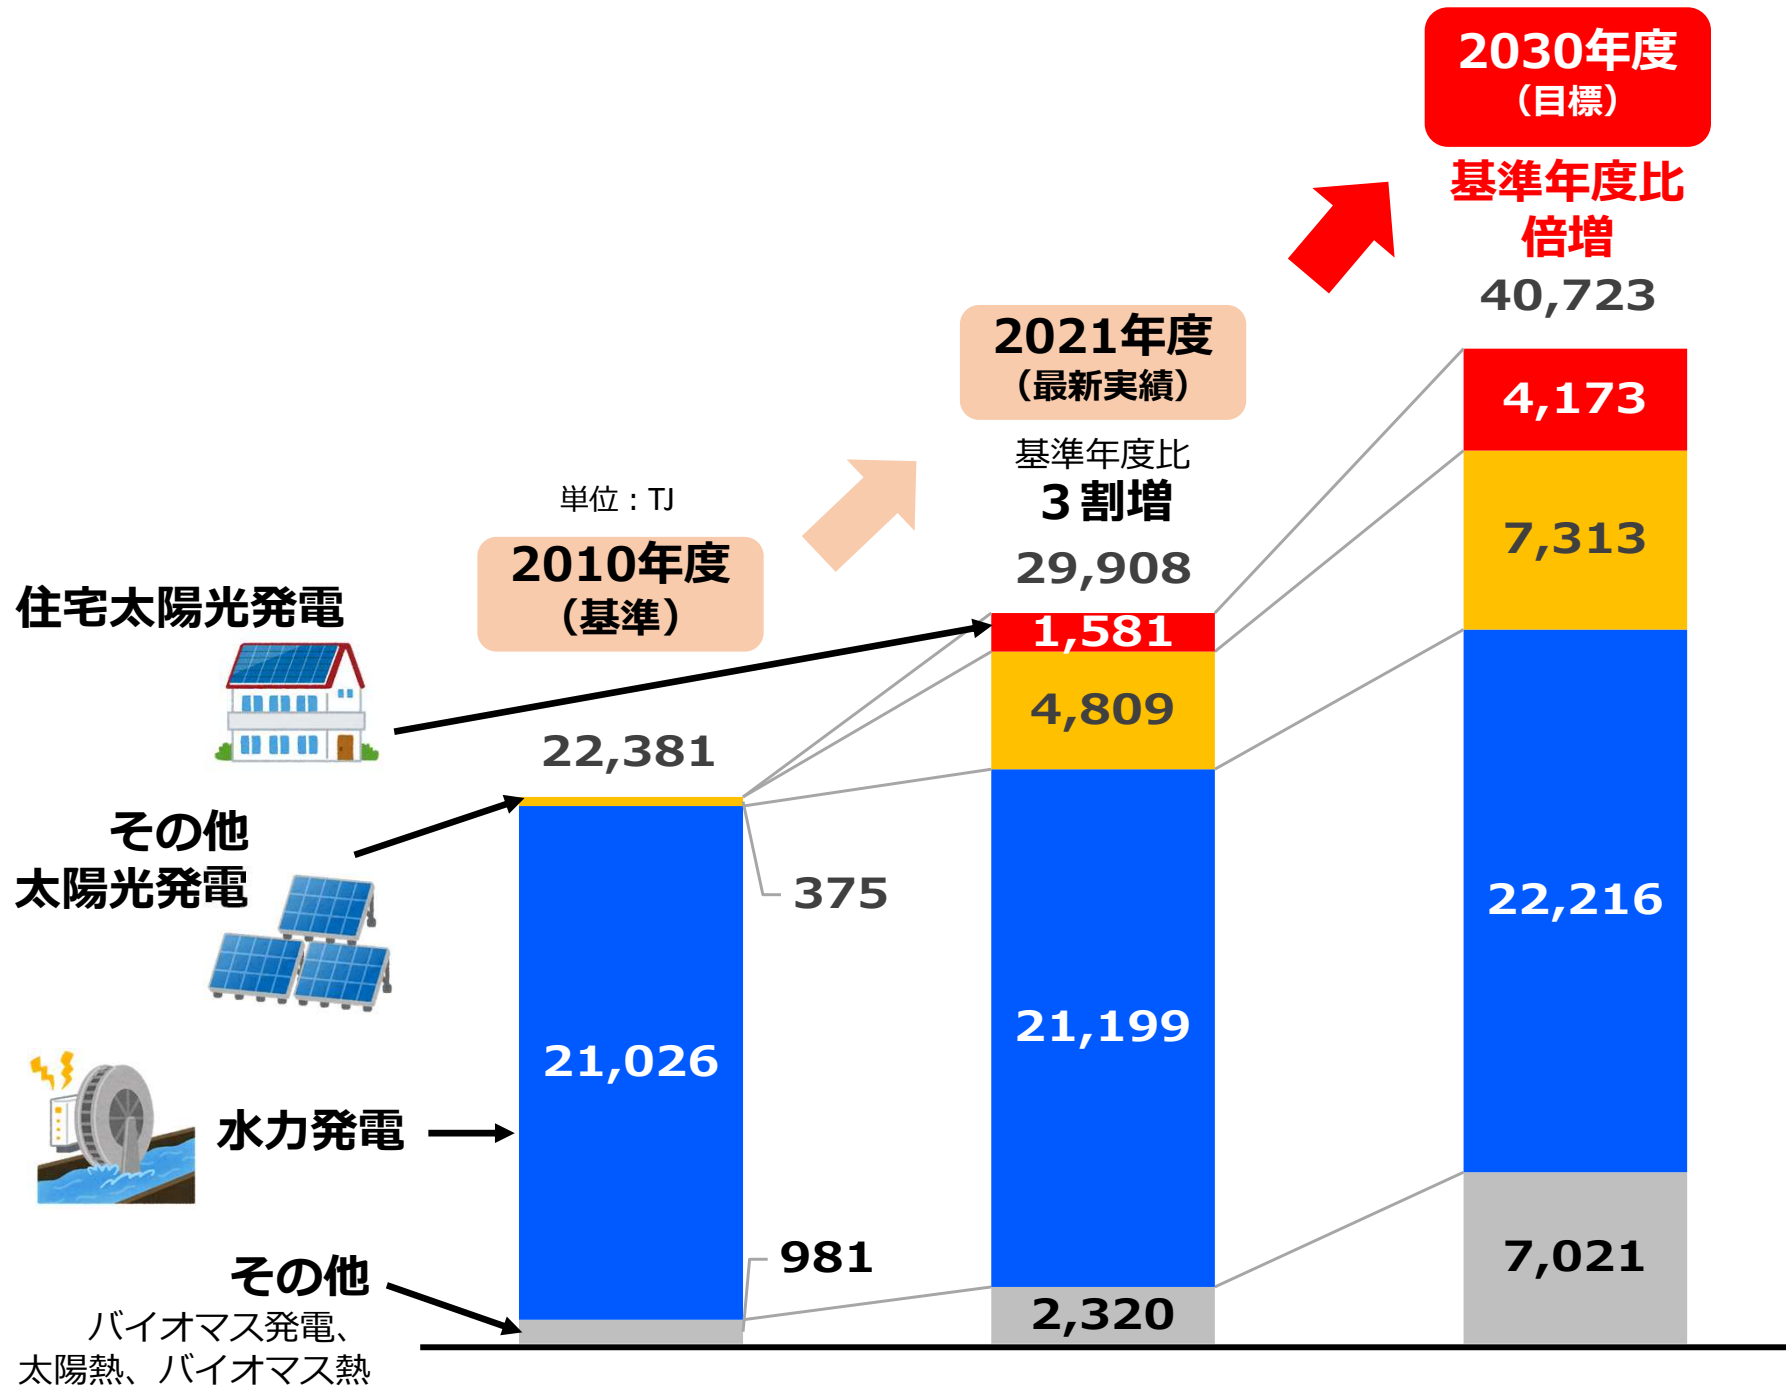 2030年度
（目標）
基準年度比
倍増
40,723
4,173
7,313
22,216
7,021
2021年度
（最新実績）
基準年度比
３割増
29,908
1,581
4,809
21,199
2,320
単位：TJ
2010年度
（基準）
22,381
375
21,026
981
住宅太陽光発電
その他
太陽光発電
水力発電
その他
バイオマス発電、
太陽熱、バイオマス熱